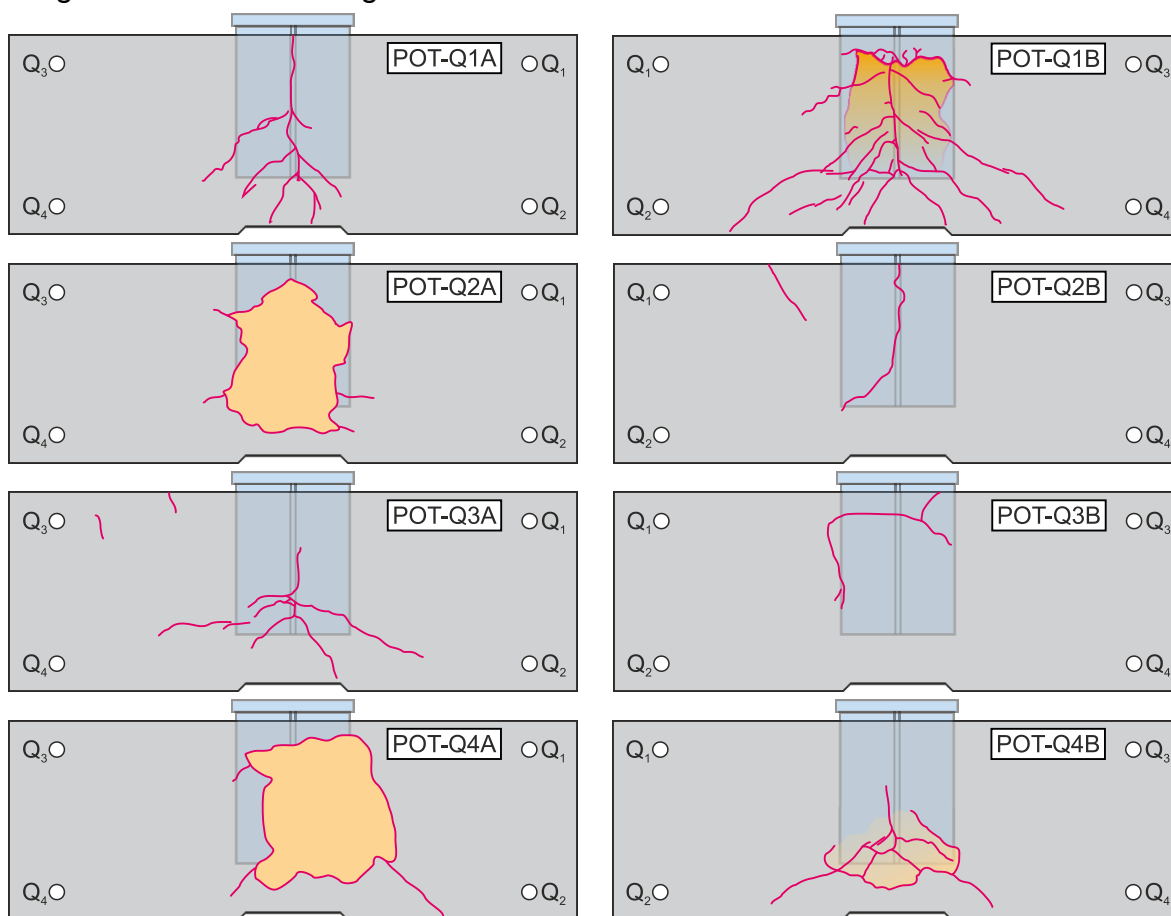 Q₃ POT-Q1A Q₁
Q₄ Q₂
Q₁ POT-Q1B Q₃
Q₂ Q₄
Q₃ POT-Q2A Q₁
Q₄ Q₂
Q₁ POT-Q2B Q₃
Q₂ Q₄
Q₃ POT-Q3A Q₁
Q₄ Q₂
Q₁ POT-Q3B Q₃
Q₂ Q₄
Q₃ POT-Q4A Q₁
Q₄ Q₂
Q₁ POT-Q4B Q₃
Q₂ Q₄